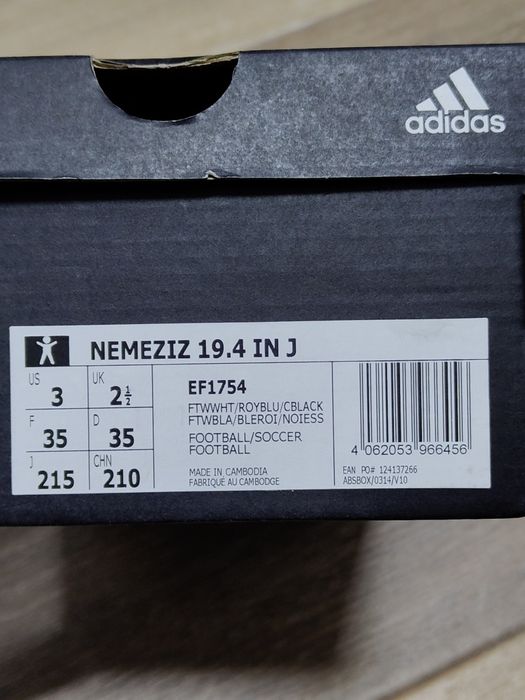 adidas
NEMEZIZ 19.4 IN J
US 3 UK 2½
F 35 D 35
J 215 CHN 210
EF1754
FTWWHT/ROYBLU/CBLACK
FTWBLA/BLEROI/NOIESS
FOOTBALL/SOCCER
FOOTBALL
MADE IN CAMBODIA
FABRIQUÉ AU CAMBODGE
4 062053 966456
EAN PO# 124137266
ABSBOX/0314/V10